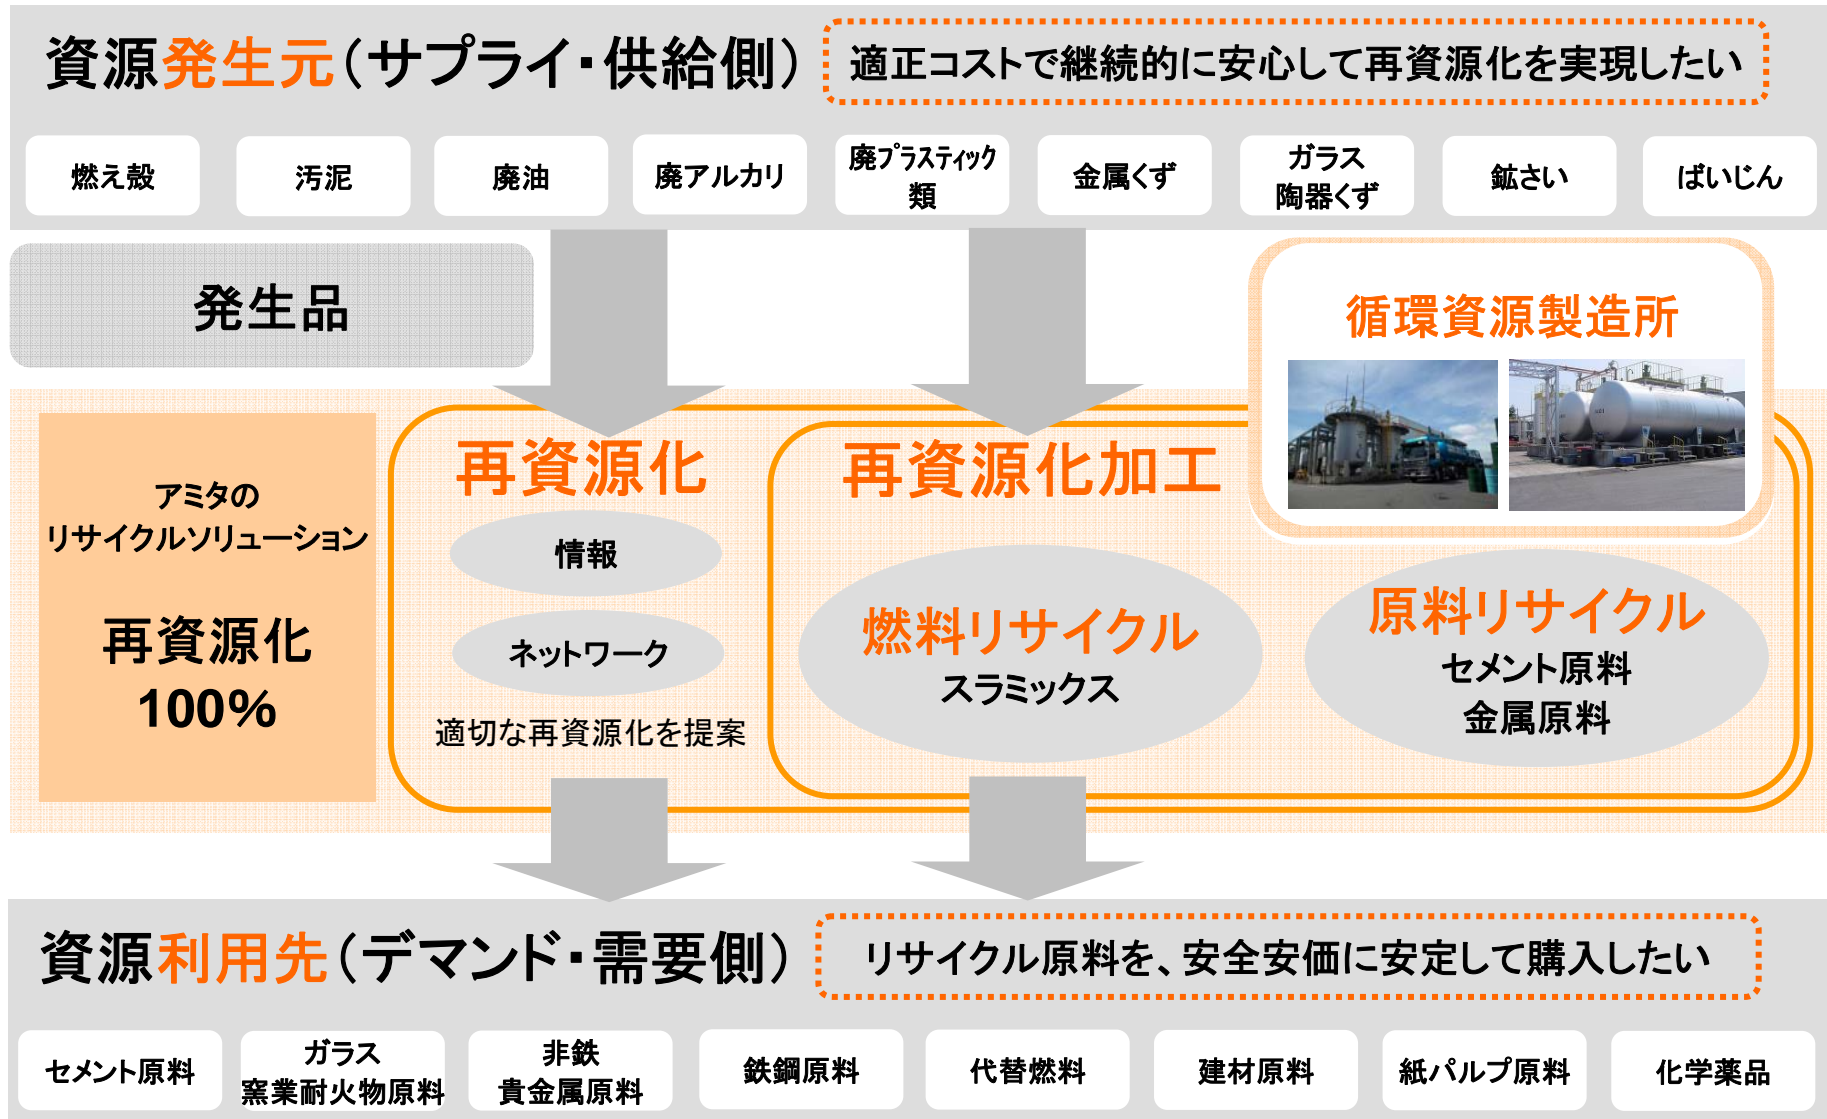 資源発生元（サプライ・供給側）
適正コストで継続的に安心して再資源化を実現したい
燃え殻
汚泥
廃油
廃アルカリ
廃プラスティック
類
金属くず
ガラス
陶器くず
鉱さい
ばいじん
発生品
循環資源製造所
アミタの
リサイクルソリューション
再資源化
100%
再資源化
情報
ネットワーク
適切な再資源化を提案
再資源化加工
燃料リサイクル
スラミックス
原料リサイクル
セメント原料
金属原料
資源利用先（デマンド・需要側）
リサイクル原料を、安全安価に安定して購入したい
セメント原料
ガラス
窯業耐火物原料
非鉄
貴金属原料
鉄鋼原料
代替燃料
建材原料
紙パルプ原料
化学薬品